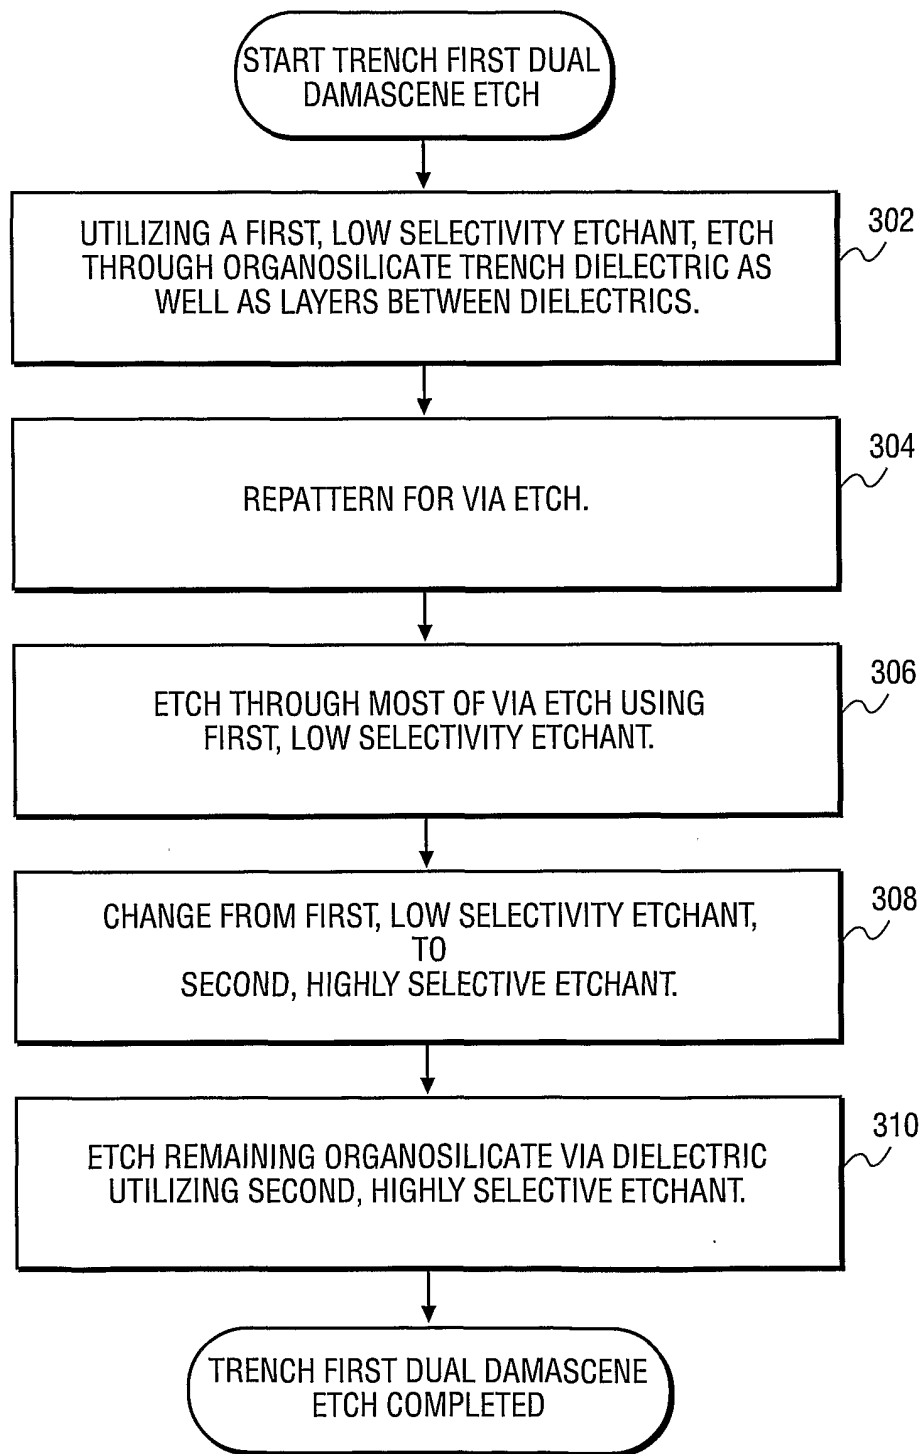 START TRENCH FIRST DUAL
DAMASCENE ETCH
302
UTILIZING A FIRST, LOW SELECTIVITY ETCHANT, ETCH
THROUGH ORGANOSILICATE TRENCH DIELECTRIC AS
WELL AS LAYERS BETWEEN DIELECTRICS.
304
REPATTERN FOR VIA ETCH.
306
ETCH THROUGH MOST OF VIA ETCH USING
FIRST, LOW SELECTIVITY ETCHANT.
308
CHANGE FROM FIRST, LOW SELECTIVITY ETCHANT,
TO
SECOND, HIGHLY SELECTIVE ETCHANT.
310
ETCH REMAINING ORGANOSILICATE VIA DIELECTRIC
UTILIZING SECOND, HIGHLY SELECTIVE ETCHANT.
TRENCH FIRST DUAL DAMASCENE
ETCH COMPLETED